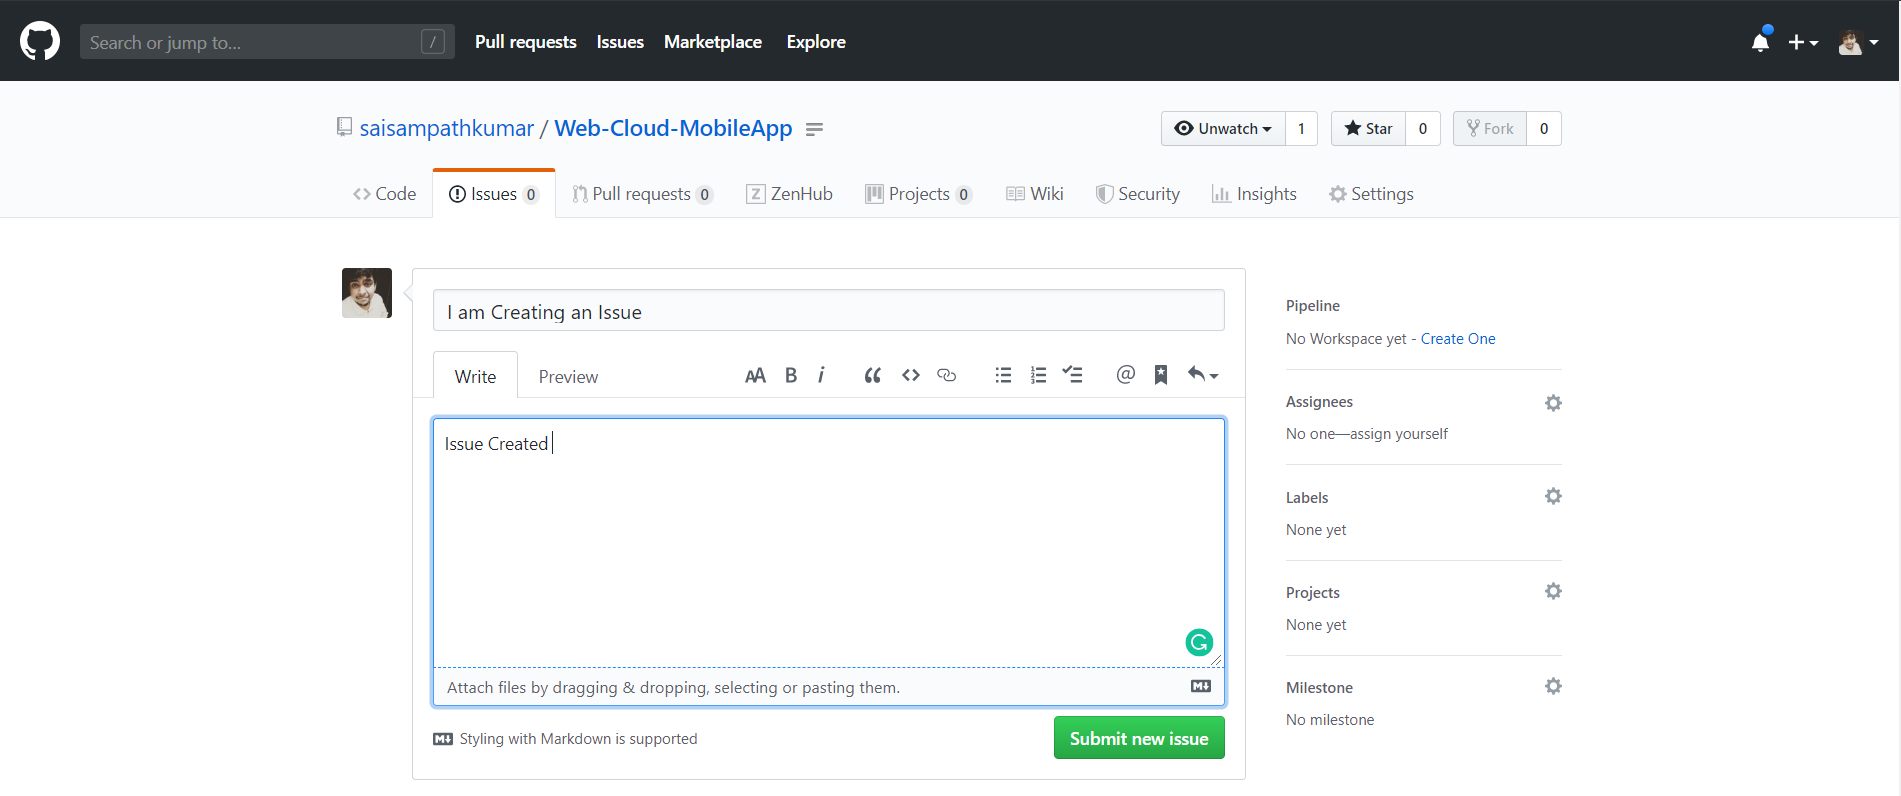 Search or jump to... /
Pull requests Issues Marketplace Explore
saisampathkumar / Web-Cloud-MobileApp
Unwatch 1 Star 0 Fork 0
Code Issues 0 Pull requests 0 ZenHub Projects 0 Wiki Security Insights Settings
I am Creating an Issue
Write Preview
AA B i
Issue Created
Attach files by dragging & dropping, selecting or pasting them.
Styling with Markdown is supported
Submit new issue
Pipeline
No Workspace yet - Create One
Assignees
No one—assign yourself
Labels
None yet
Projects
None yet
Milestone
No milestone